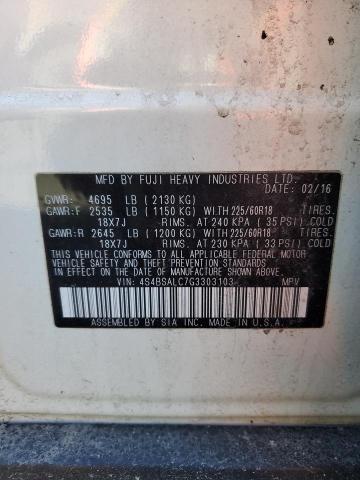 MFD BY FUJI HEAVY INDUSTRIES LTD.
DATE: 02/16
GVWR: 4695 LB ( 2130 KG)
GAWR:F 2535 LB ( 1150 KG) WITH 225/60R18 TIRES.
18X7J RIMS. AT 240 KPA ( 35 PSI) COLD
GAWR:R 2645 LB ( 1200 KG) WITH 225/60R18 TIRES.
18X7J RIMS. AT 230 KPA ( 33 PSI) COLD
THIS VEHICLE CONFORMS TO ALL APPLICABLE FEDERAL MOTOR
VEHICLE SAFETY STANDARDS IN EFFECT ON THE DATE OF
MANUFACTURE SHOWN ABOVE.
VIN: 4S4BSALC7G3303103 MPV
ASSEMBLED BY SIA INC. MADE IN U.S.A.